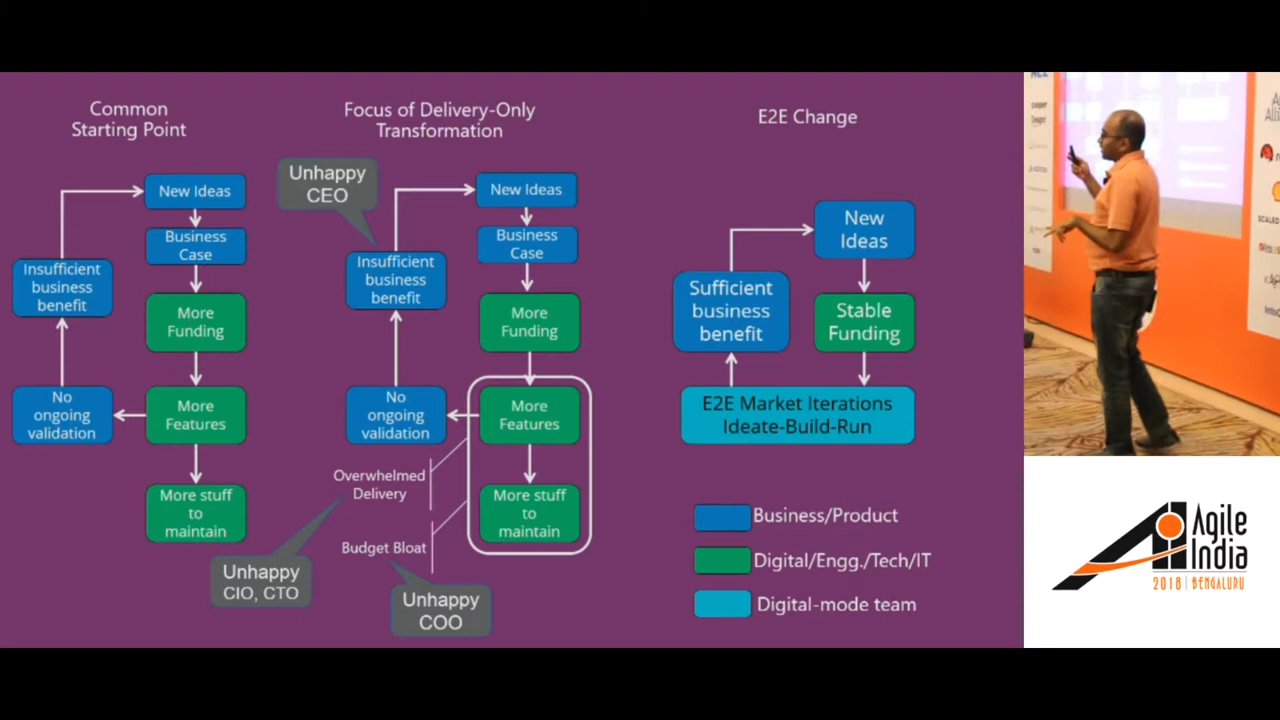 Common
Starting Point
New Ideas
Business
Case
Insufficient
business
benefit
More
Funding
No
ongoing
validation
More
Features
More stuff
to
maintain
Focus of Delivery-Only
Transformation
Unhappy
CEO
New Ideas
Business
Case
Insufficient
business
benefit
More
Funding
No
ongoing
validation
More
Features
Overwhelmed
Delivery
More stuff
to
maintain
Budget Bloat
Unhappy
CIO, CTO
Unhappy
COO
E2E Change
New
Ideas
Sufficient
business
benefit
Stable
Funding
E2E Market Iterations
Ideate-Build-Run
Business/Product
Digital/Engg./Tech/IT
Digital-mode team
SCALED
Agile
India
2018 | BENGALURU